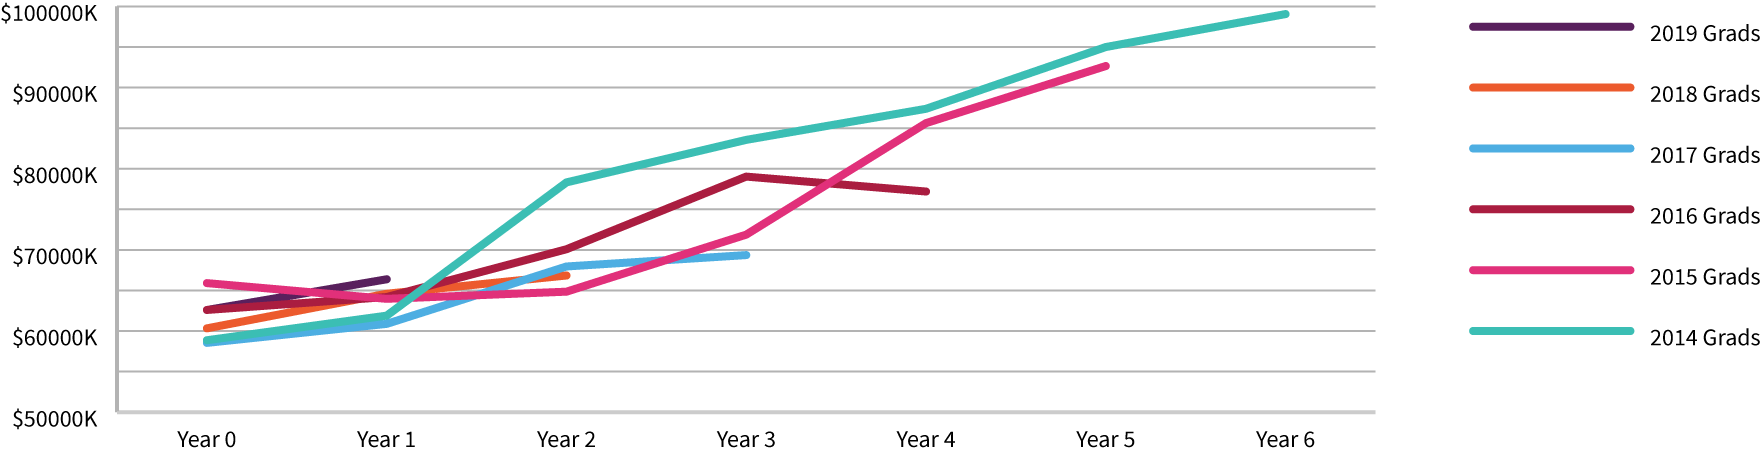 $100000K
$90000K
$80000K
$70000K
$60000K
$50000K
Year 0
Year 1
Year 2
Year 3
Year 4
Year 5
Year 6
2019 Grads
2018 Grads
2017 Grads
2016 Grads
2015 Grads
2014 Grads